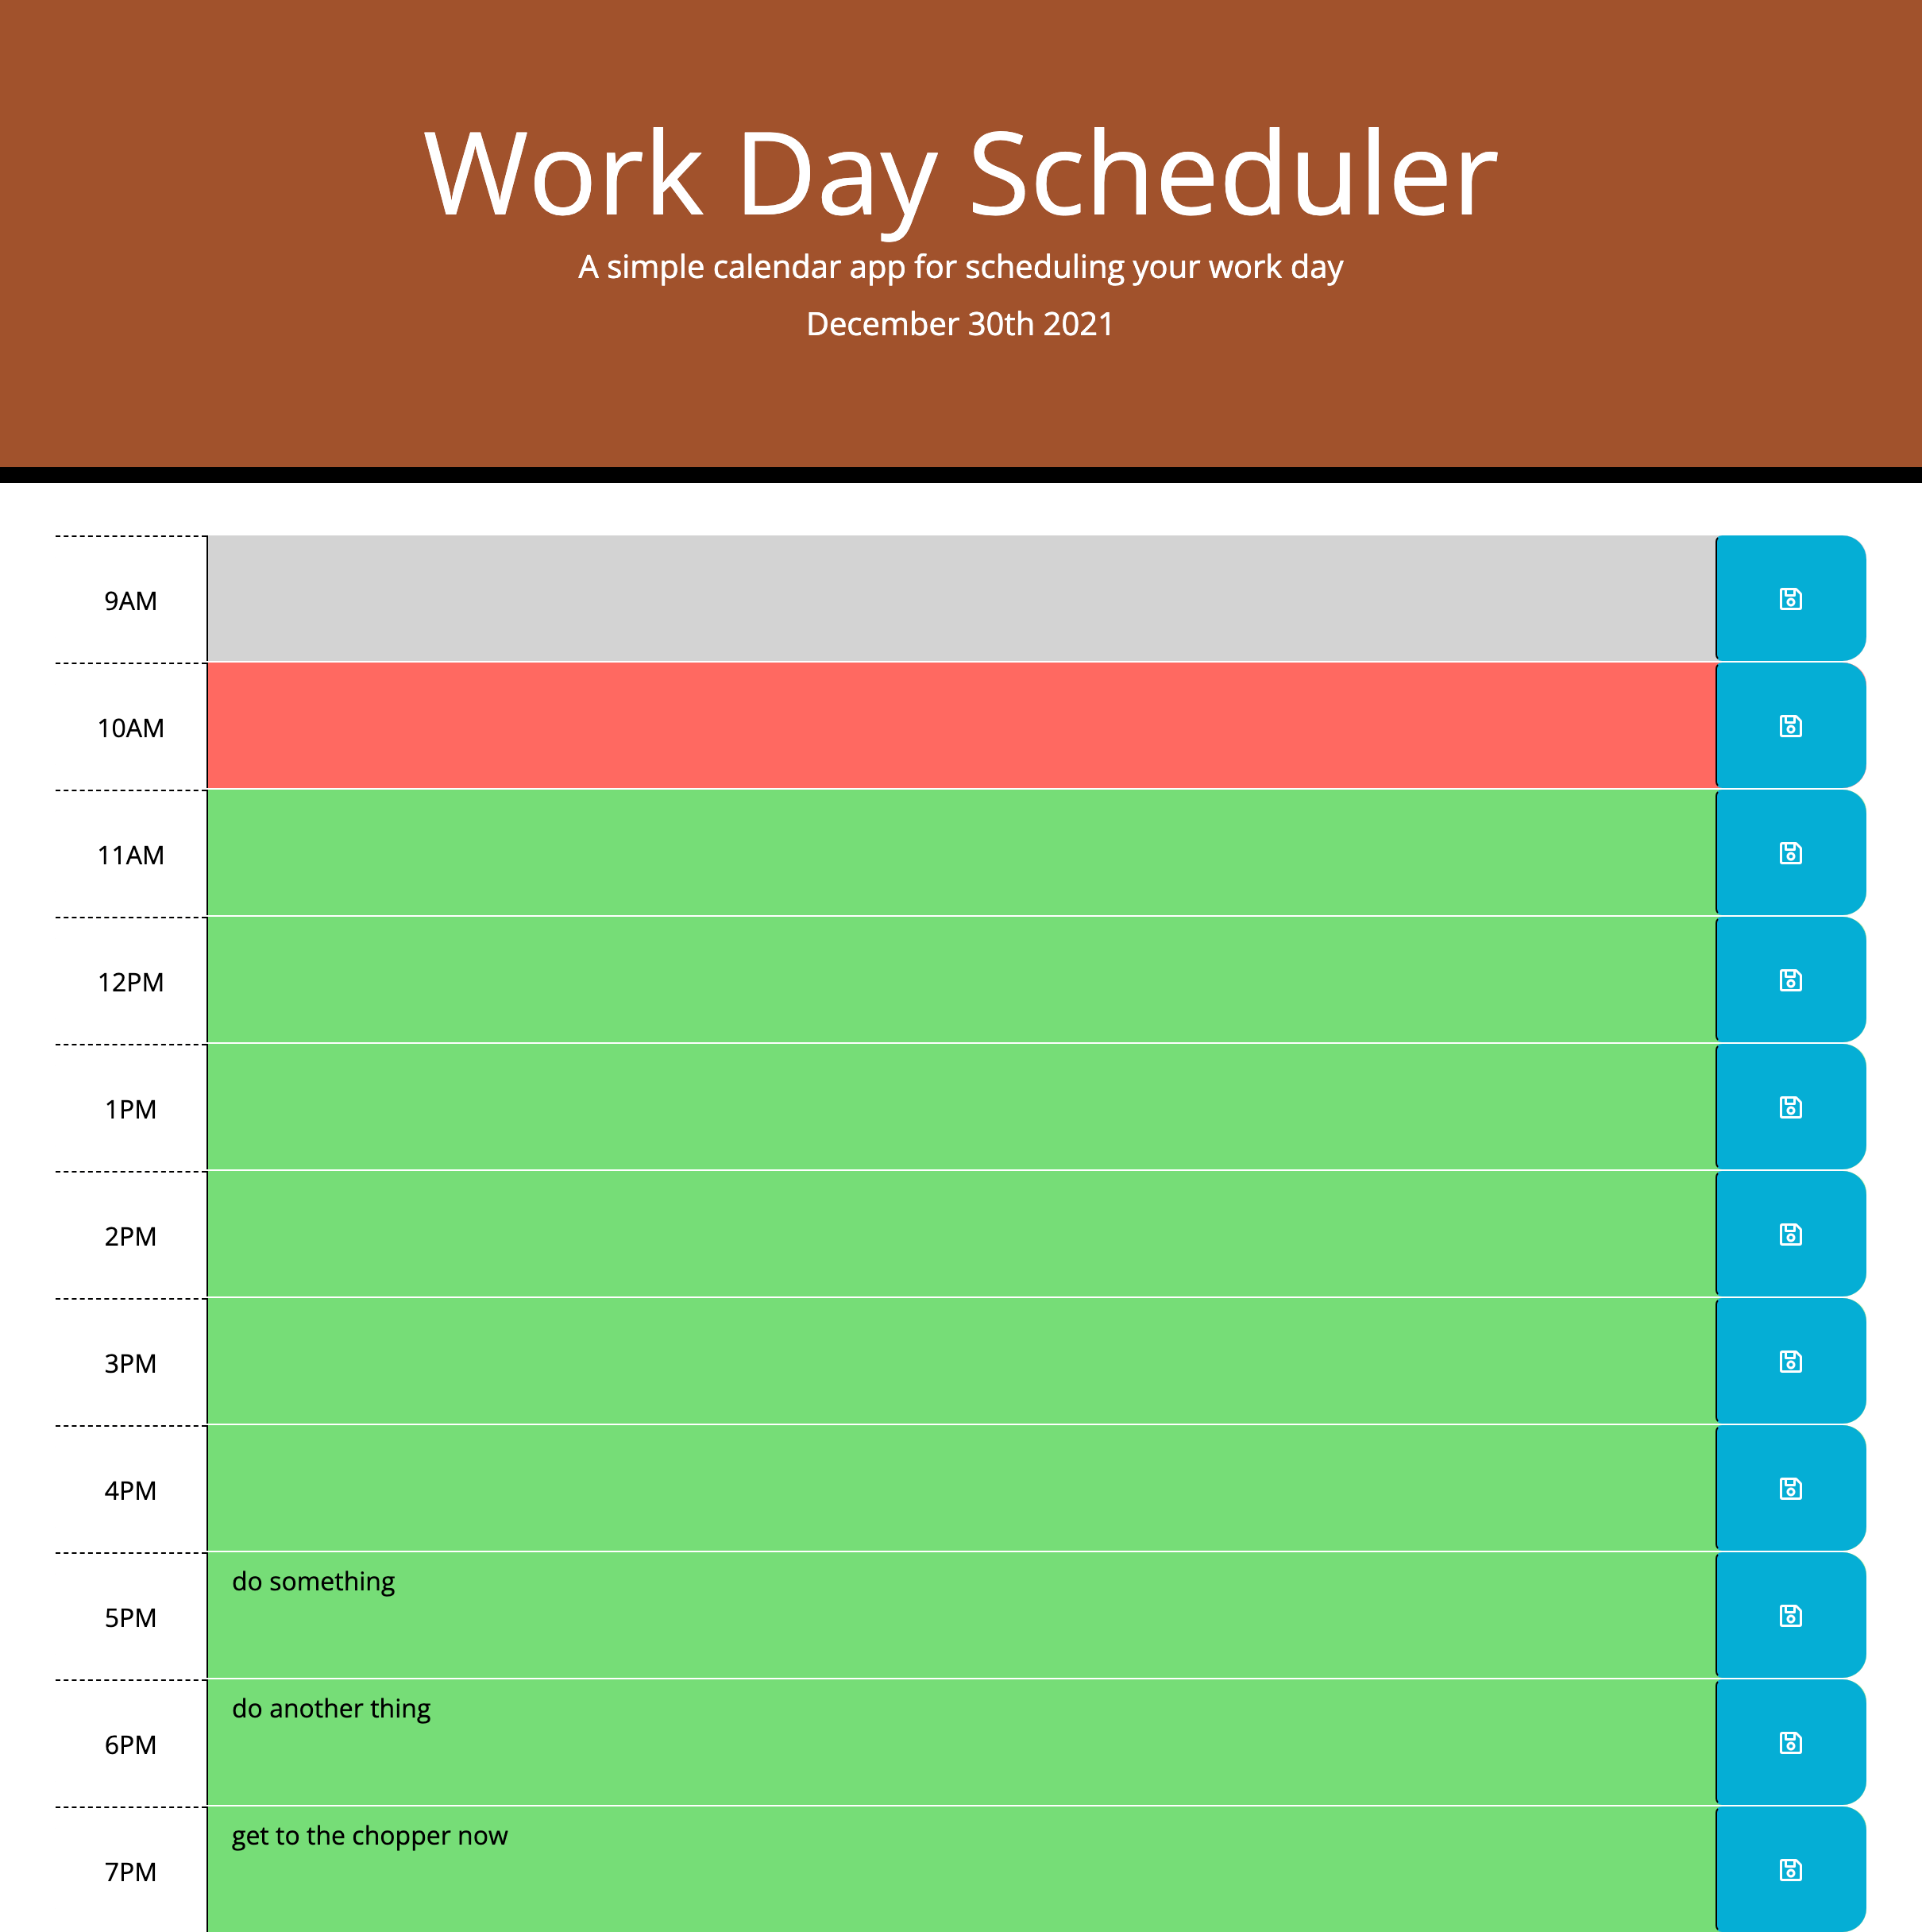 Work Day Scheduler
A simple calendar app for scheduling your work day
December 30th 2021
9AM
10AM
11AM
12PM
1PM
2PM
3PM
4PM
do something
5PM
do another thing
6PM
get to the chopper now
7PM